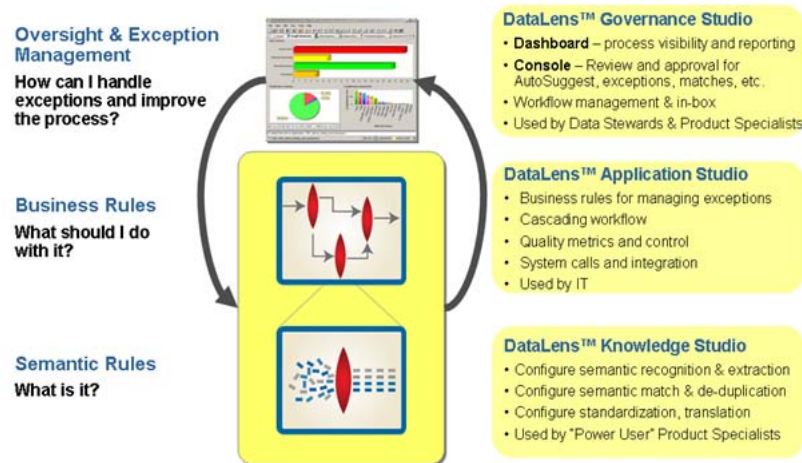 Oversight & Exception
Management
How can I handle
exceptions and improve
the process?
Business Rules
What should I do
with it?
Semantic Rules
What is it?
DataLens™ Governance Studio
• Dashboard – process visibility and reporting
• Console – Review and approval for
AutoSuggest, exceptions, matches, etc.
• Workflow management & in-box
• Used by Data Stewards & Product Specialists
DataLens™ Application Studio
• Business rules for managing exceptions
• Cascading workflow
• Quality metrics and control
• System calls and integration
• Used by IT
DataLens™ Knowledge Studio
• Configure semantic recognition & extraction
• Configure semantic match & de-duplication
• Configure standardization, translation
• Used by "Power User" Product Specialists